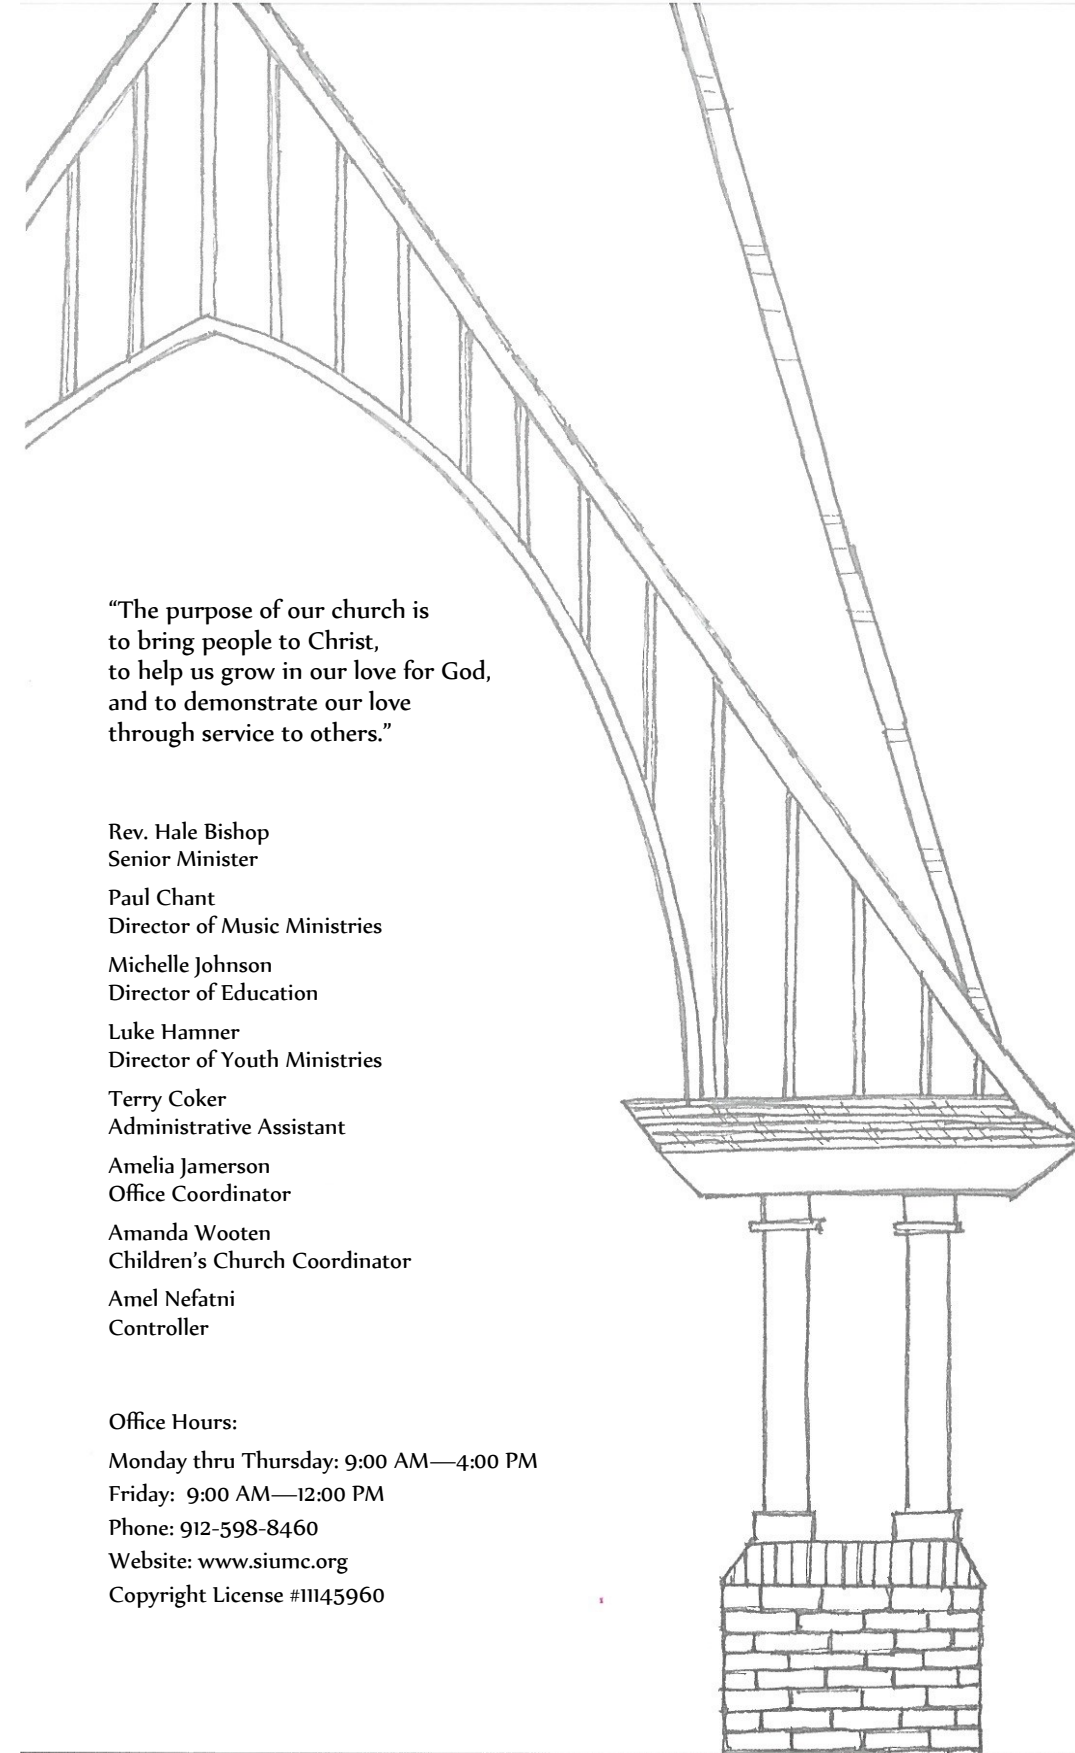 “The purpose of our church is
to bring people to Christ,
to help us grow in our love for God,
and to demonstrate our love
through service to others.”
Rev. Hale Bishop
Senior Minister
Paul Chant
Director of Music Ministries
Michelle Johnson
Director of Education
Luke Hamner
Director of Youth Ministries
Terry Coker
Administrative Assistant
Amelia Jamerson
Office Coordinator
Amanda Wooten
Children’s Church Coordinator
Amel Nefatni
Controller
Office Hours:
Monday thru Thursday: 9:00 AM—4:00 PM
Friday:  9:00 AM—12:00 PM
Phone: 912-598-8460
Website: www.siumc.org
Copyright License #11145960